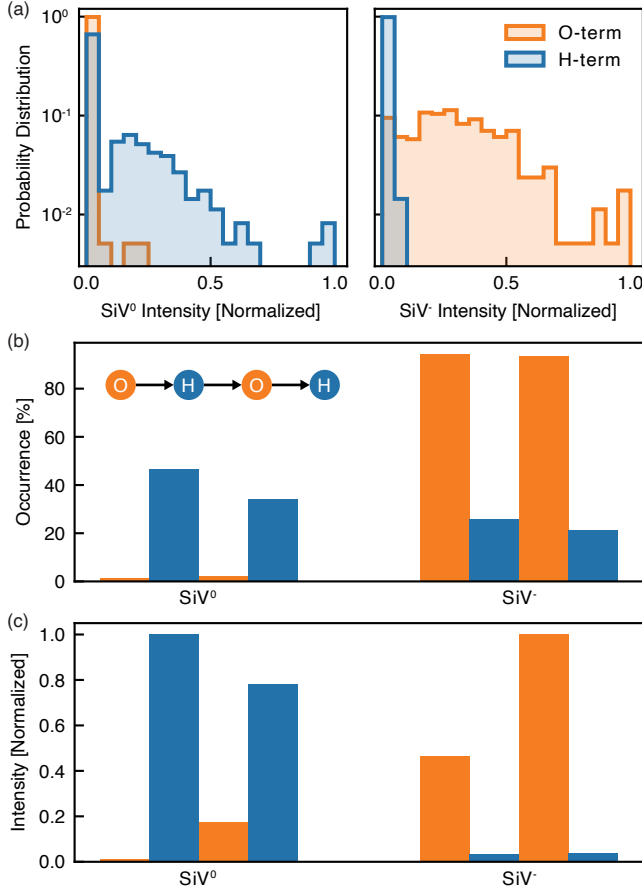 (a)
Probability Distribution
10⁰
10⁻¹
10⁻²
0.0 0.5 1.0
SiV⁰ Intensity [Normalized]
O-term
H-term
0.0 0.5 1.0
SiV⁻ Intensity [Normalized]
(b)
Occurrence [%]
80
60
40
20
0
O H O H
SiV⁰ SiV⁻
(c)
Intensity [Normalized]
1.0
0.8
0.6
0.4
0.2
0.0
SiV⁰ SiV⁻